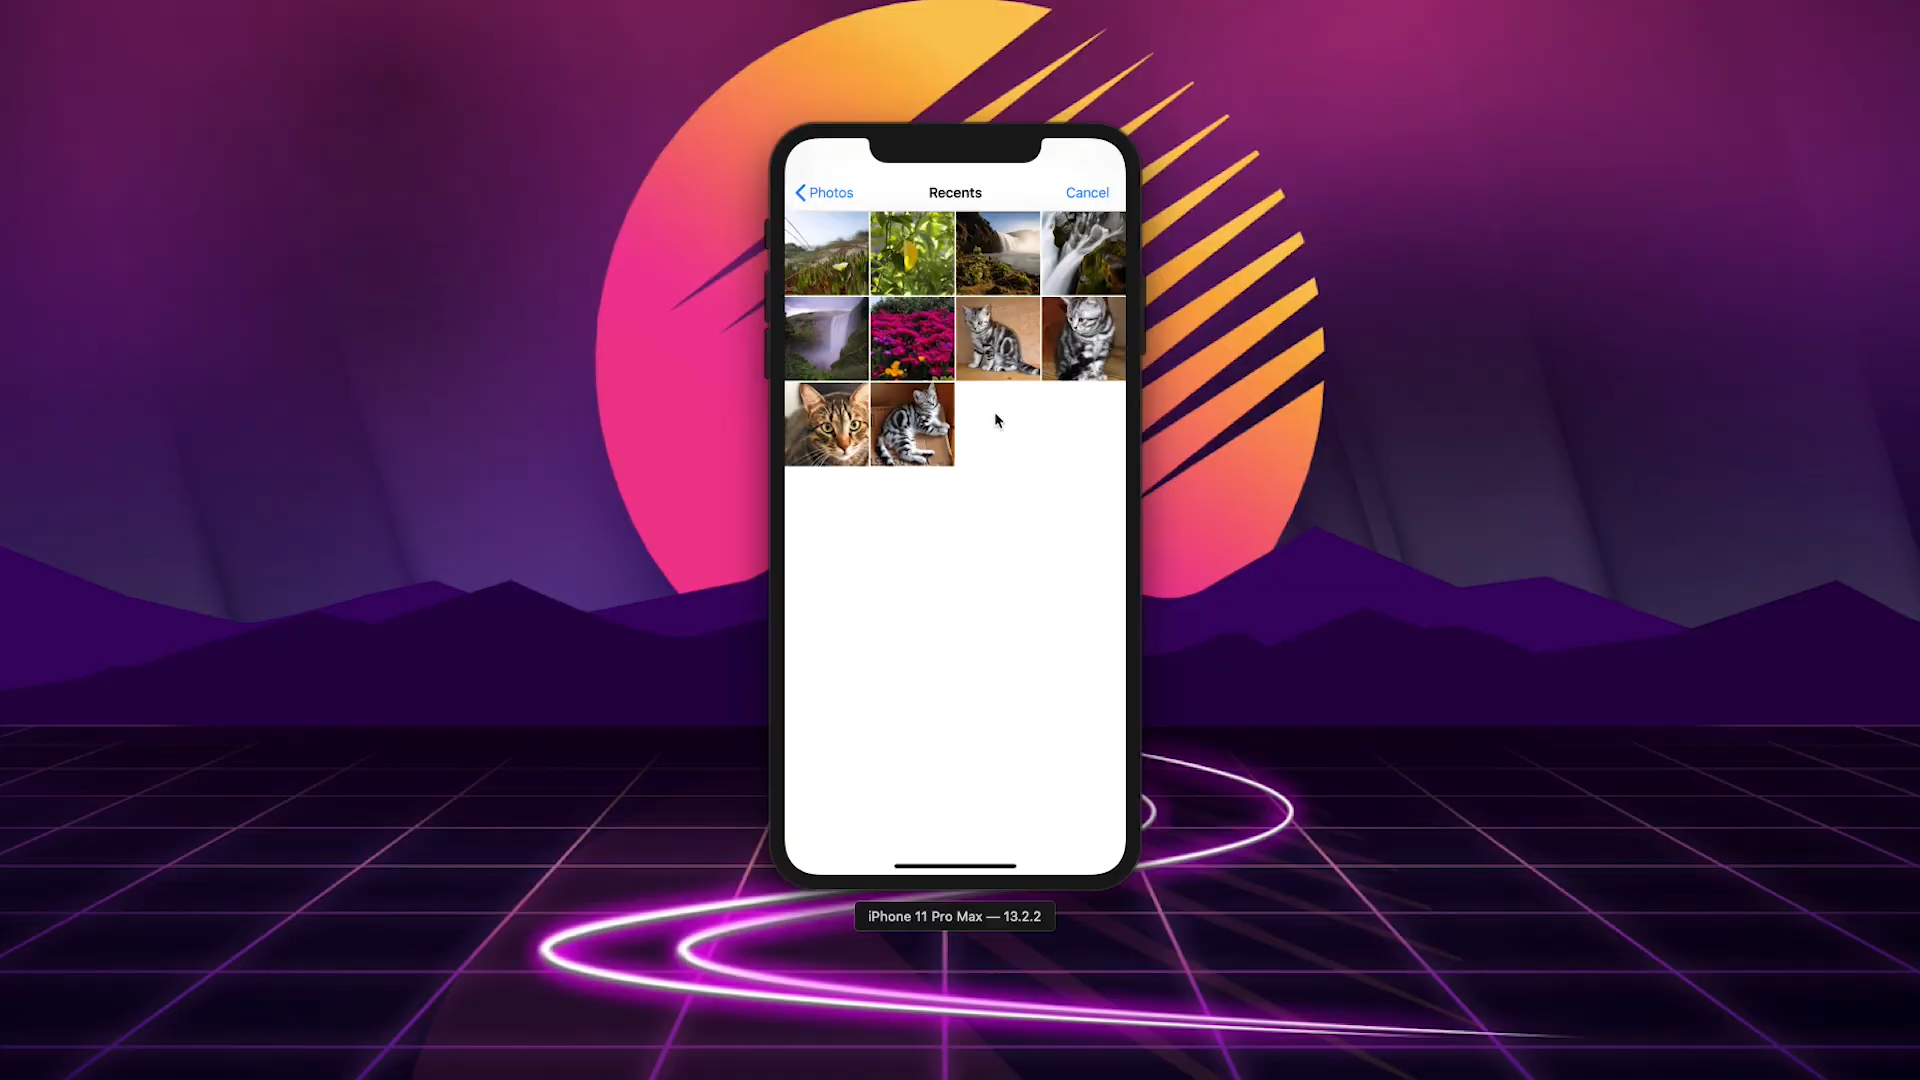 Photos
Recents
Cancel
iPhone 11 Pro Max — 13.2.2